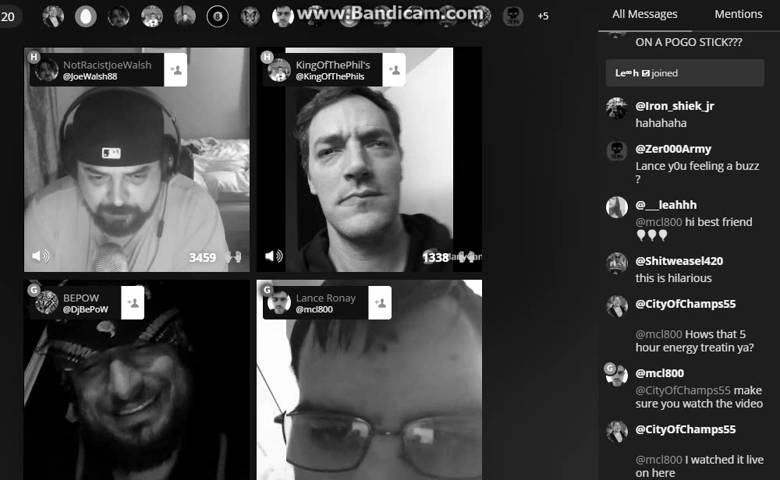 20
www.Bandicam.com
+5
All Messages
Mentions
ON A POGO STICK???
H
NotRacistJoeWalsh
@JoeWalsh88
3459
H
KingOfThePhil's
@KingOfThePhils
1338
G
BEPOW
@DjBePoW
G
Lance Ronay
@mcl800
joined
@Iron_shiek_jr
hahahaha
@Zer000Army
Lance y0u feeling a buzz
?
@___leahhh
@mcl800 hi best friend
@Shitweasel420
this is hilarious
@CityOfChamps55
@mcl800 Hows that 5
hour energy treatin ya?
G
@mcl800
@CityOfChamps55 make
sure you watch the video
@CityOfChamps55
@mcl800 I watched it live
on here